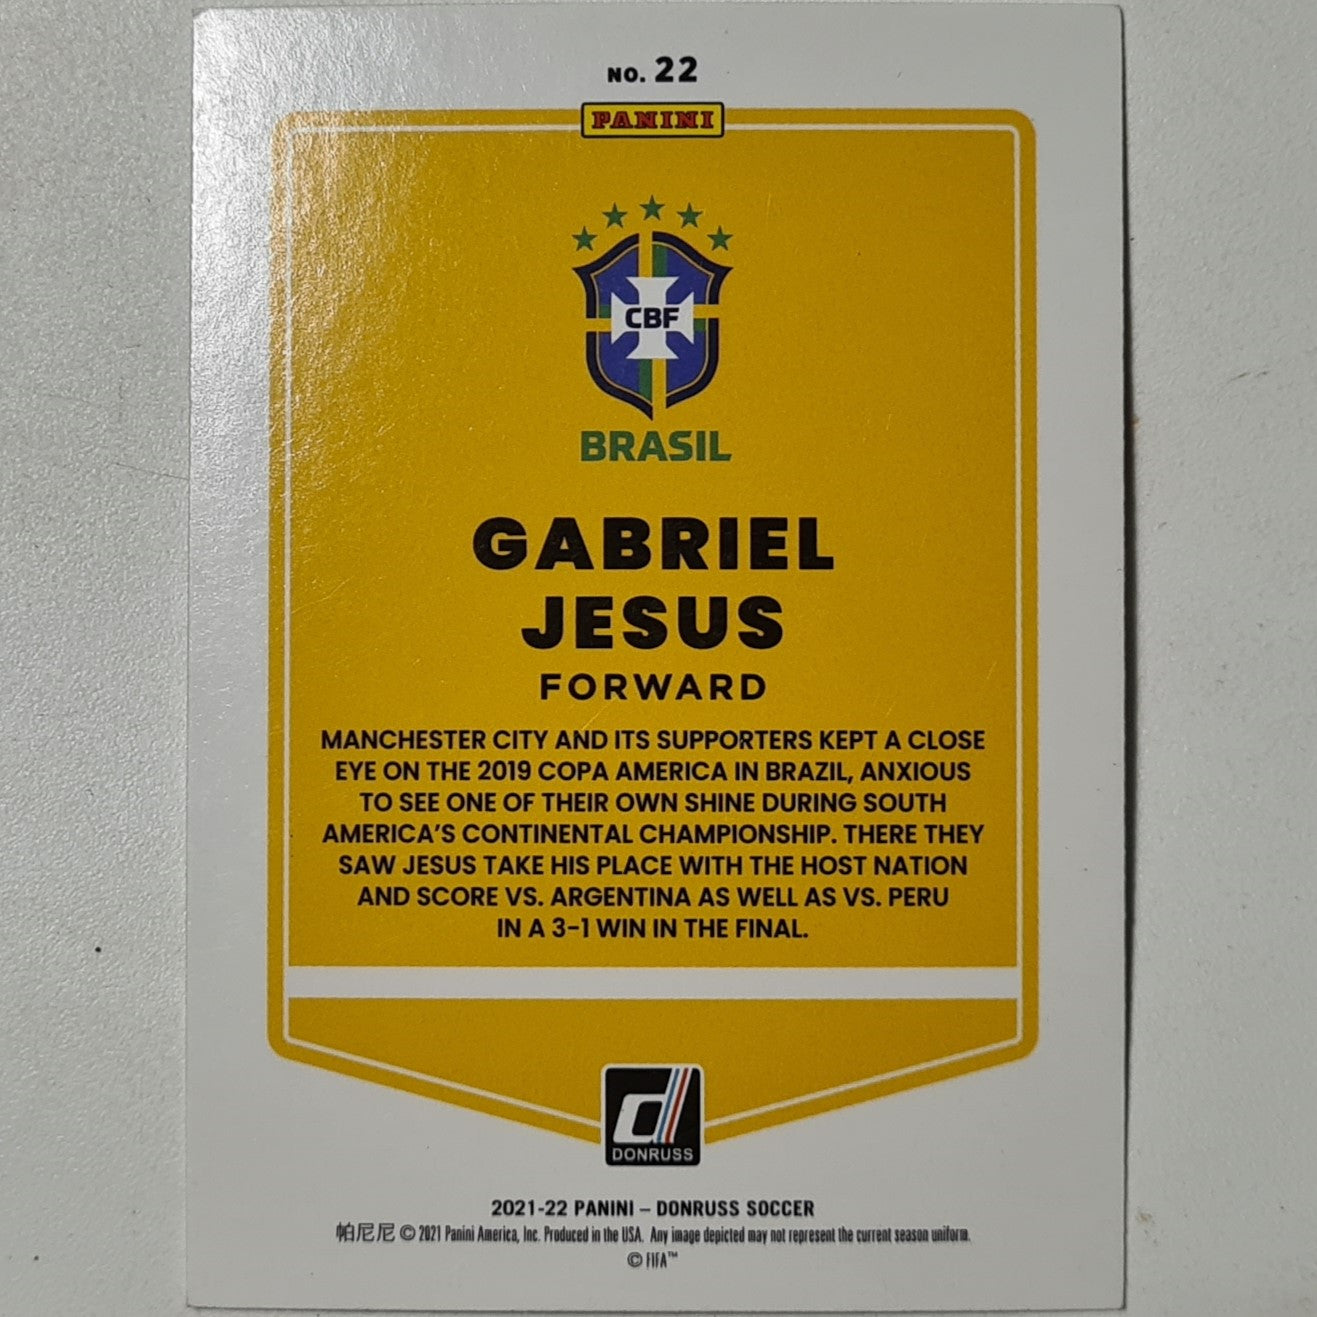 NO. 22
PANINI
CBF
BRASIL
GABRIEL
JESUS
FORWARD
MANCHESTER CITY AND ITS SUPPORTERS KEPT A CLOSE
EYE ON THE 2019 COPA AMERICA IN BRAZIL, ANXIOUS
TO SEE ONE OF THEIR OWN SHINE DURING SOUTH
AMERICA'S CONTINENTAL CHAMPIONSHIP. THERE THEY
SAW JESUS TAKE HIS PLACE WITH THE HOST NATION
AND SCORE VS. ARGENTINA AS WELL AS VS. PERU
IN A 3-1 WIN IN THE FINAL.
d
DONRUSS
2021-22 PANINI – DONRUSS SOCCER
帕尼尼 © 2021 Panini America, Inc. Produced in the USA. Any image depicted may not represent the current season uniform.
© FIFA™